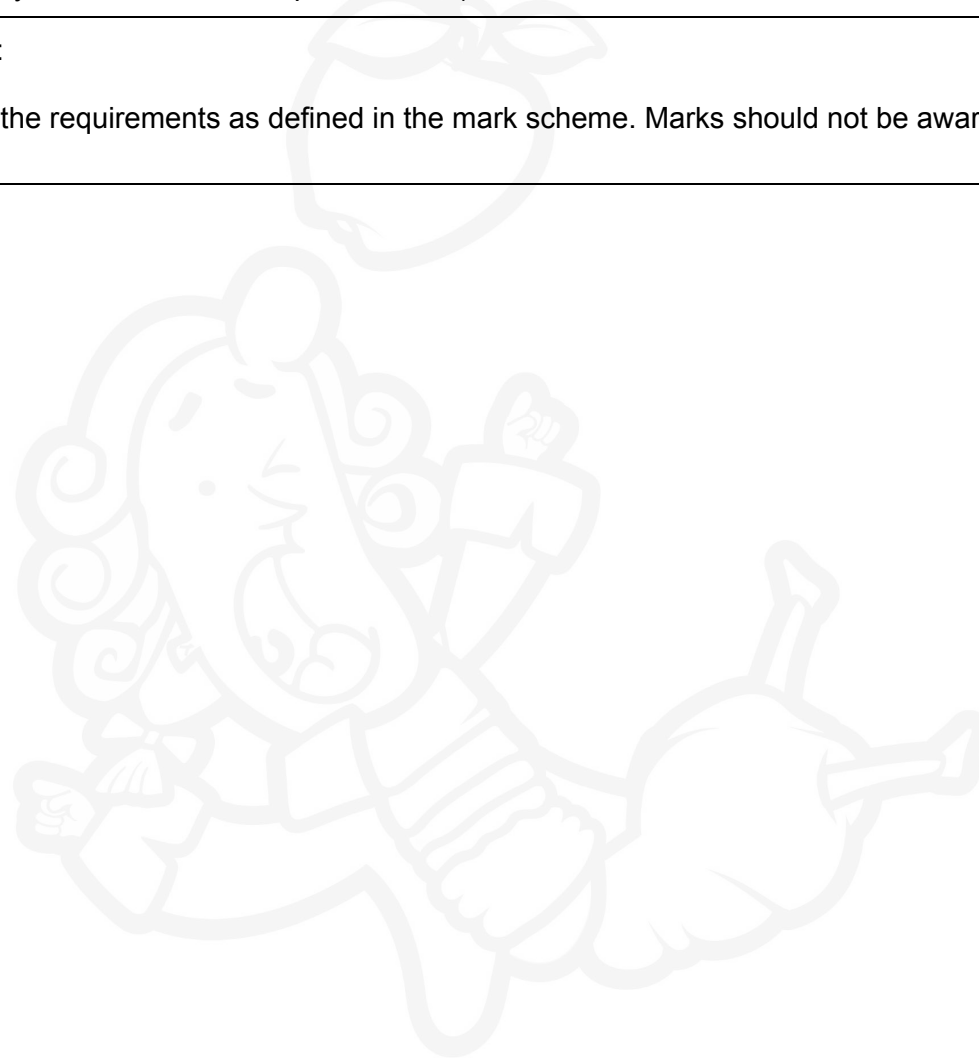 :
the requirements as defined in the mark scheme. Marks should not be awar